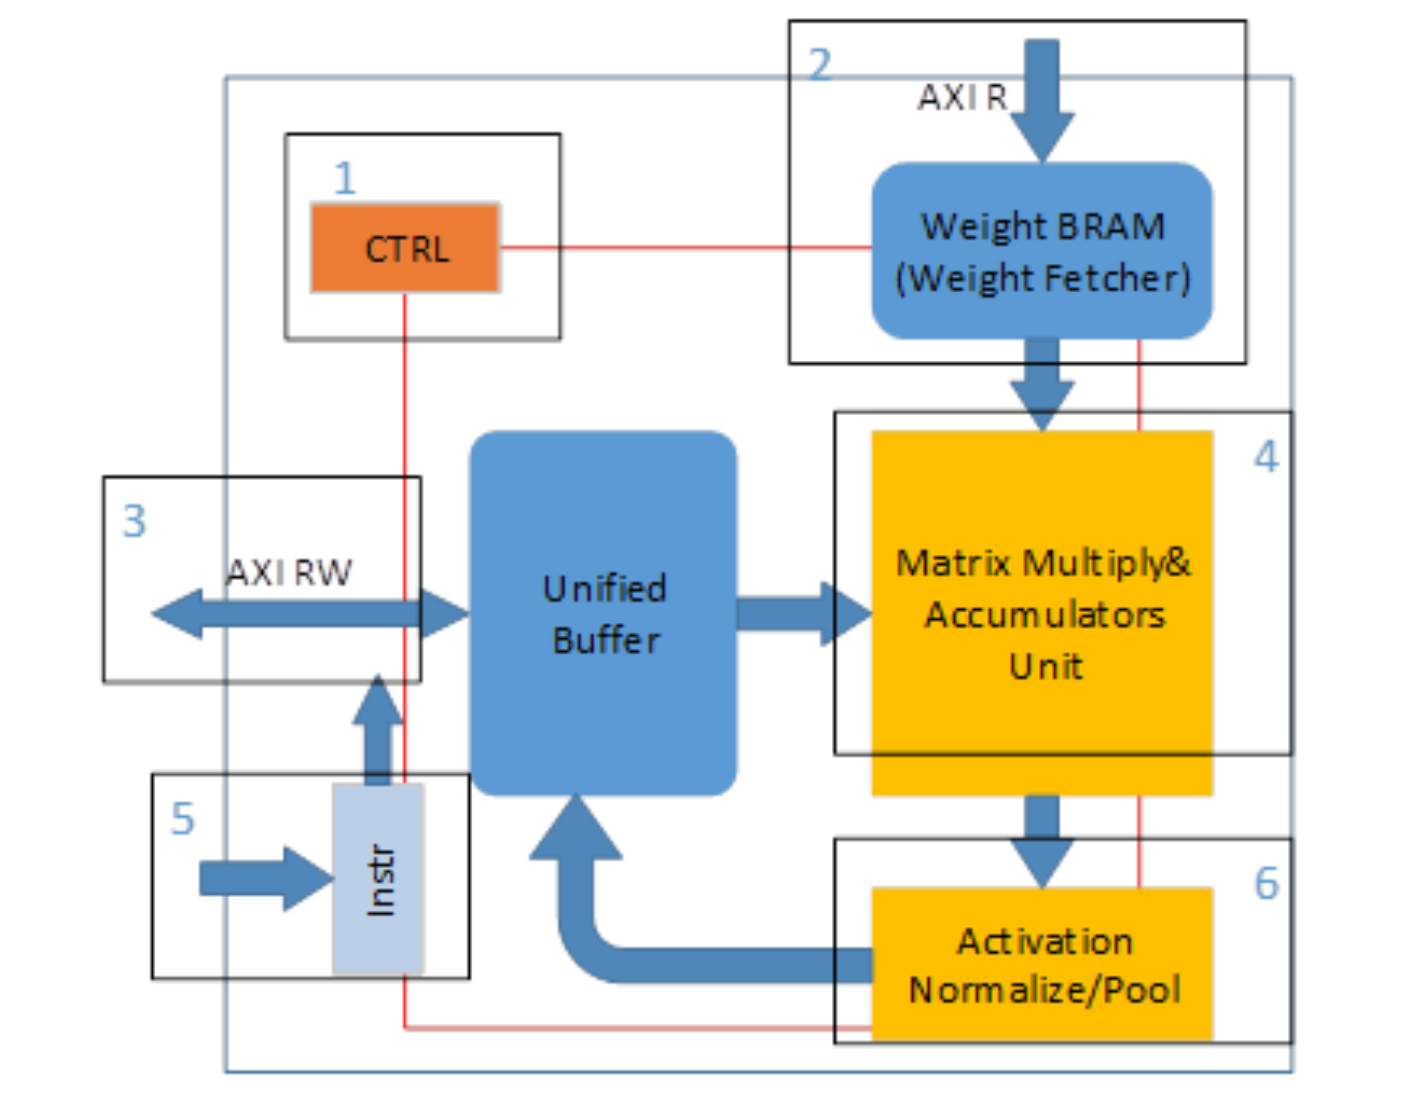 2
AXI R
1
CTRL
Weight BRAM
(Weight Fetcher)
4
3
AXI RW
Unified
Buffer
Matrix Multiply&
Accumulators
Unit
5
Instr
6
Activation
Normalize/Pool